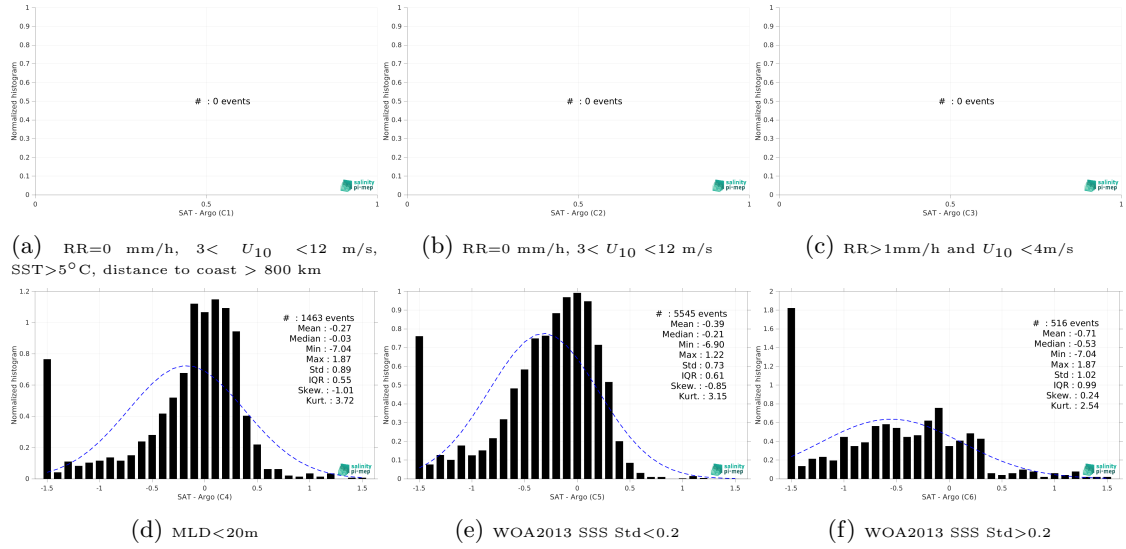 1
0.9
0.8
0.7
0.6
0.5
0.4
0.3
0.2
0.1
0
Normalized histogram
# : 0 events
0 0.5 1
SAT - Argo (C1)
salinity
pi-mep
1
0.9
0.8
0.7
0.6
0.5
0.4
0.3
0.2
0.1
0
Normalized histogram
# : 0 events
0 0.5 1
SAT - Argo (C2)
salinity
pi-mep
1
0.9
0.8
0.7
0.6
0.5
0.4
0.3
0.2
0.1
0
Normalized histogram
# : 0 events
0 0.5 1
SAT - Argo (C3)
salinity
pi-mep
(a) RR=0 mm/h, 3< U10 <12 m/s,
SST>5°C, distance to coast > 800 km
(b) RR=0 mm/h, 3< U10 <12 m/s
(c) RR>1mm/h and U10 <4m/s
1.2
1
0.8
0.6
0.4
0.2
0
Normalized histogram
# : 1463 events
Mean : -0.27
Median : -0.03
Min : -7.04
Max : 1.87
Std : 0.89
IQR : 0.55
Skew. : -1.01
Kurt. : 3.72
salinity
pi-mep
-1.5 -1 -0.5 0 0.5 1 1.5
SAT - Argo (C4)
1
0.9
0.8
0.7
0.6
0.5
0.4
0.3
0.2
0.1
0
Normalized histogram
# : 5545 events
Mean : -0.39
Median : -0.21
Min : -6.90
Max : 1.22
Std : 0.73
IQR : 0.61
Skew. : -0.85
Kurt. : 3.15
salinity
pi-mep
-1.5 -1 -0.5 0 0.5 1 1.5
SAT - Argo (C5)
2
1.8
1.6
1.4
1.2
1
0.8
0.6
0.4
0.2
0
Normalized histogram
# : 516 events
Mean : -0.71
Median : -0.53
Min : -7.04
Max : 1.87
Std : 1.02
IQR : 0.99
Skew. : 0.24
Kurt. : 2.54
salinity
pi-mep
-1.5 -1 -0.5 0 0.5 1 1.5
SAT - Argo (C6)
(d) MLD<20m
(e) WOA2013 SSS Std<0.2
(f) WOA2013 SSS Std>0.2